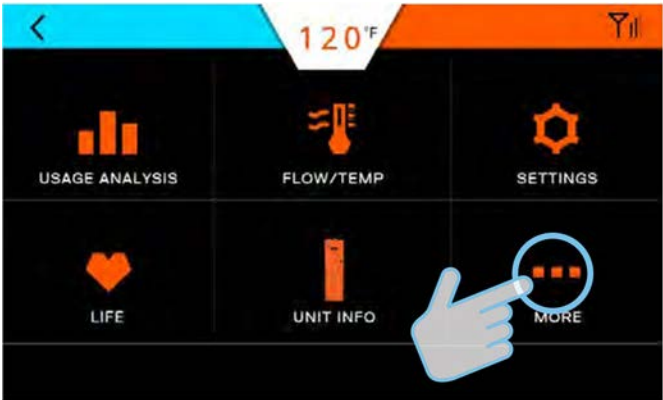 120°F
USAGE ANALYSIS
FLOW/TEMP
SETTINGS
LIFE
UNIT INFO
MORE